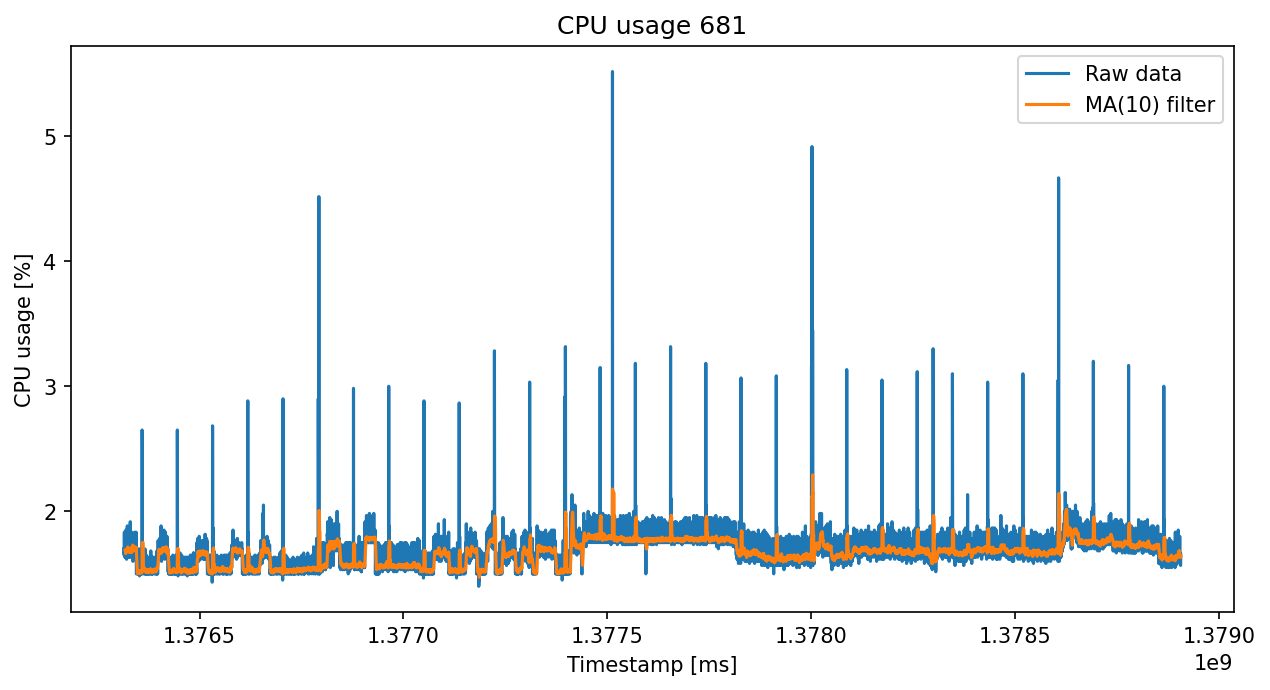 CPU usage 681
Raw data
MA(10) filter
5
4
3
2
CPU usage [%]
1.3765
1.3770
1.3775
1.3780
1.3785
1.3790
1e9
Timestamp [ms]